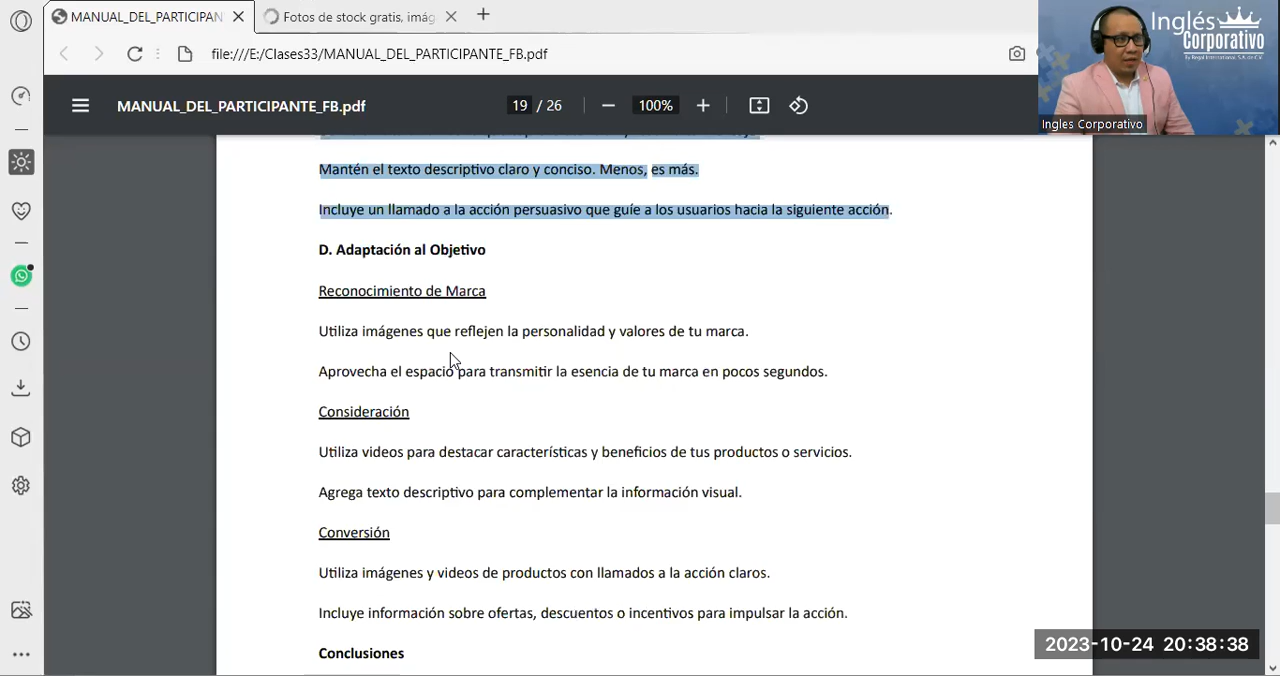 MANUAL_DEL_PARTICIPAN
Fotos de stock gratis, imág
file:///E:/Clases33/MANUAL_DEL_PARTICIPANTE_FB.pdf
MANUAL_DEL_PARTICIPANTE_FB.pdf
19 / 26
100%
Inglés
Corporativo
By Regal International, S.A. de C.V.
Ingles Corporativo
Mantén el texto descriptivo claro y conciso. Menos, es más.
Incluye un llamado a la acción persuasivo que guíe a los usuarios hacia la siguiente acción.
D. Adaptación al Objetivo
Reconocimiento de Marca
Utiliza imágenes que reflejen la personalidad y valores de tu marca.
Aprovecha el espacio para transmitir la esencia de tu marca en pocos segundos.
Consideración
Utiliza videos para destacar características y beneficios de tus productos o servicios.
Agrega texto descriptivo para complementar la información visual.
Conversión
Utiliza imágenes y videos de productos con llamados a la acción claros.
Incluye información sobre ofertas, descuentos o incentivos para impulsar la acción.
Conclusiones
2023-10-24 20:38:38